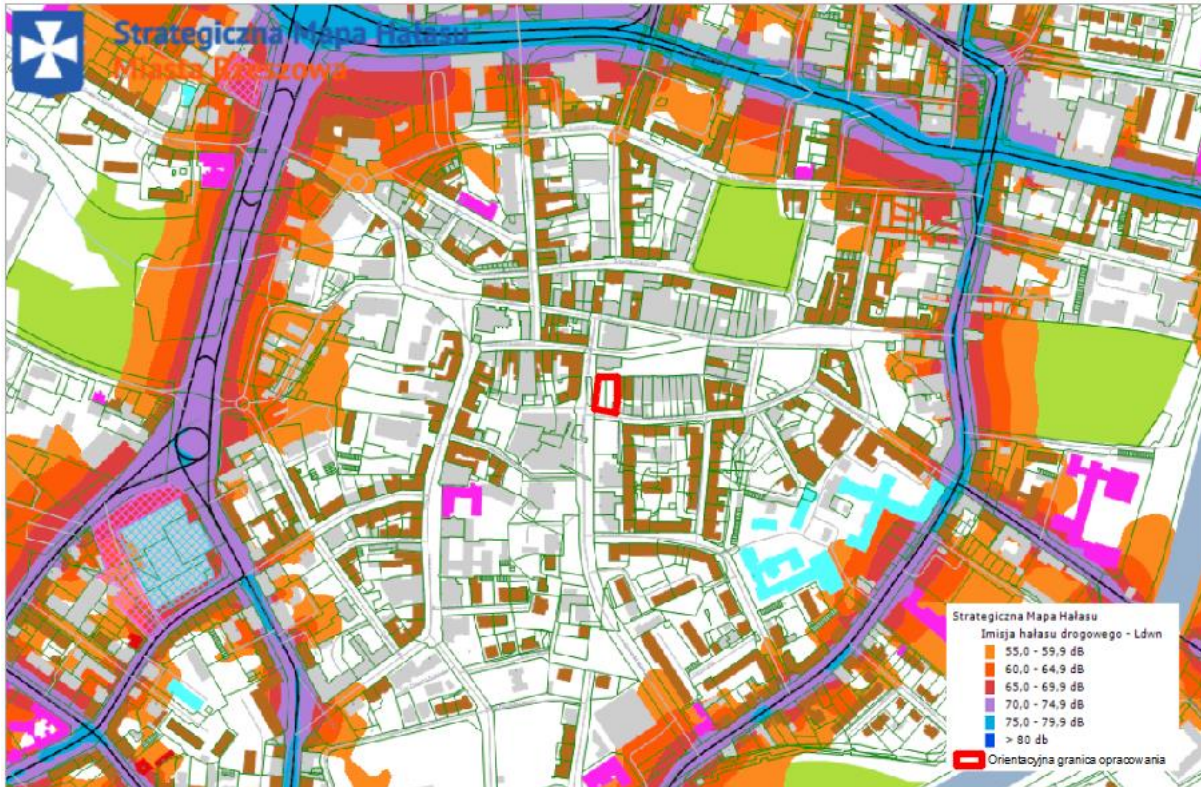 Strategiczna Mapa Hałasu
Miasta Rzeszowa
Strategiczna Mapa Hałasu
Imisja hałasu drogowego - Ldwn
55,0 - 59,9 dB
60,0 - 64,9 dB
65,0 - 69,9 dB
70,0 - 74,9 dB
75,0 - 79,9 dB
> 80 db
Orientacyjna granica opracowania